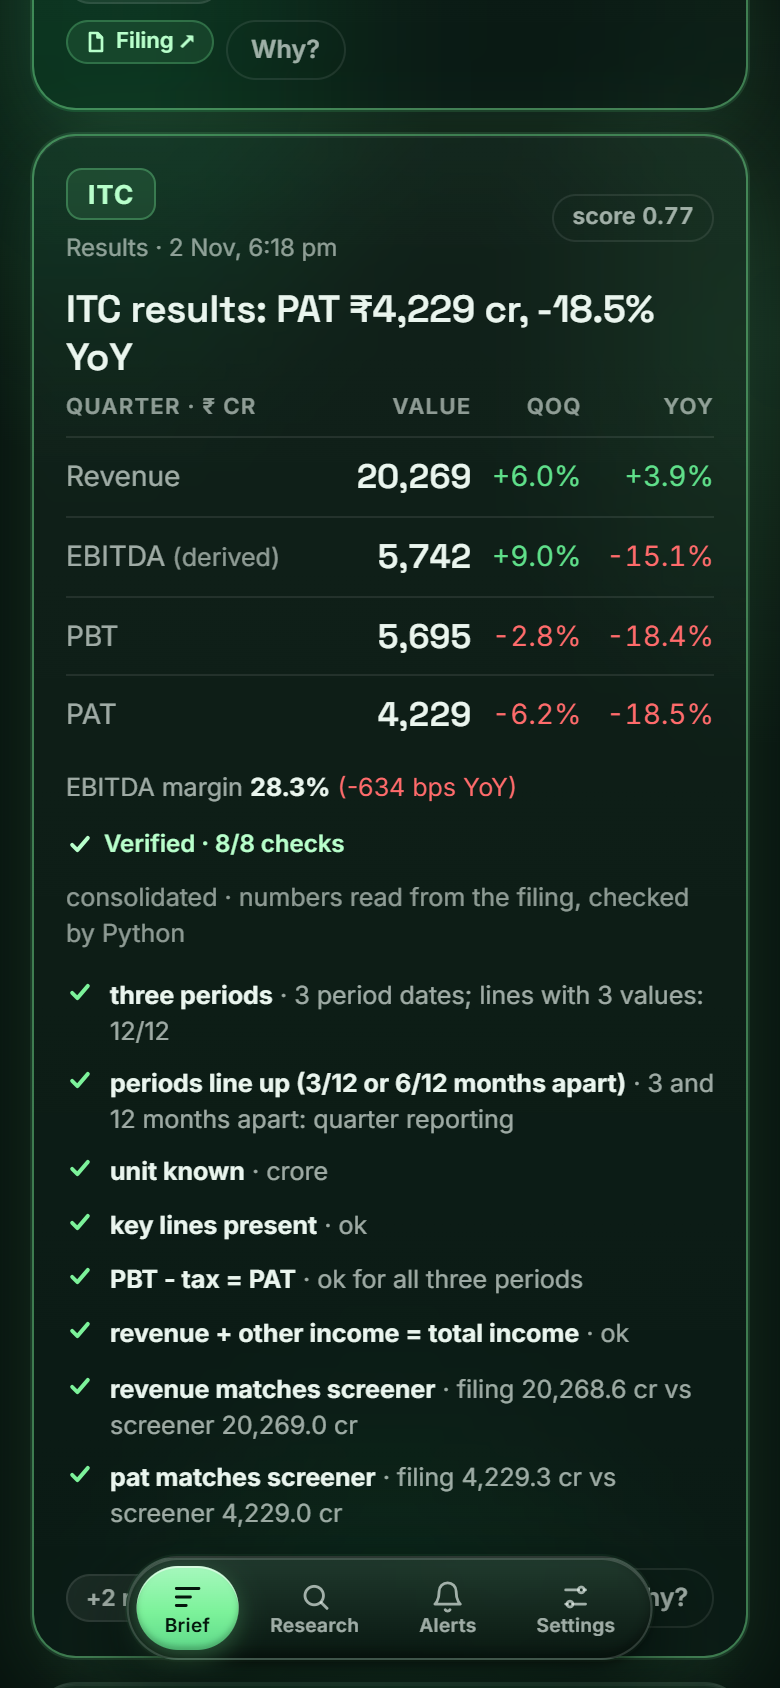 Filing ↗ Why?
ITC
score 0.77
Results · 2 Nov, 6:18 pm
ITC results: PAT ₹4,229 cr, -18.5%
YoY
QUARTER · ₹ CR VALUE QOQ YOY
Revenue 20,269 +6.0% +3.9%
EBITDA (derived) 5,742 +9.0% -15.1%
PBT 5,695 -2.8% -18.4%
PAT 4,229 -6.2% -18.5%
EBITDA margin 28.3% (-634 bps YoY)
✓ Verified · 8/8 checks
consolidated · numbers read from the filing, checked
by Python
✓ three periods · 3 period dates; lines with 3 values:
12/12
✓ periods line up (3/12 or 6/12 months apart) · 3 and
12 months apart: quarter reporting
✓ unit known · crore
✓ key lines present · ok
✓ PBT - tax = PAT · ok for all three periods
✓ revenue + other income = total income · ok
✓ revenue matches screener · filing 20,268.6 cr vs
screener 20,269.0 cr
✓ pat matches screener · filing 4,229.3 cr vs
screener 4,229.0 cr
+2
Brief Research Alerts Settings